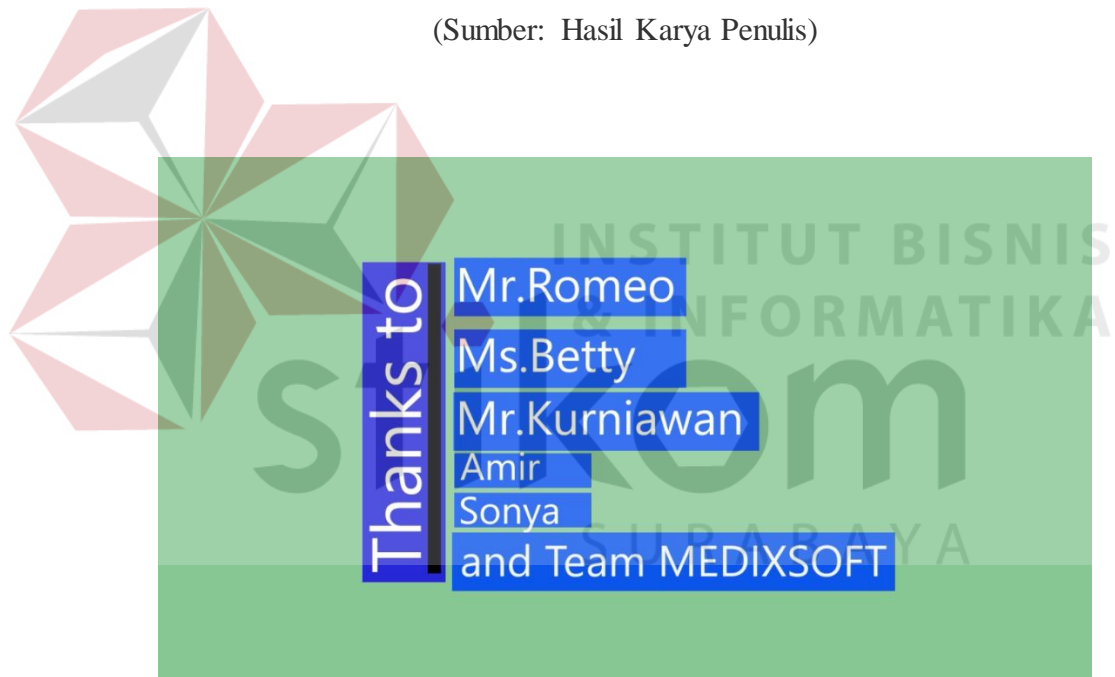 (Sumber: Hasil Karya Penulis)
INSTITUT BISNIS
& INFORMATIKA
stikom
SURABAYA
Thanks to
Mr.Romeo
Ms.Betty
Mr.Kurniawan
Amir
Sonya
and Team MEDIXSOFT